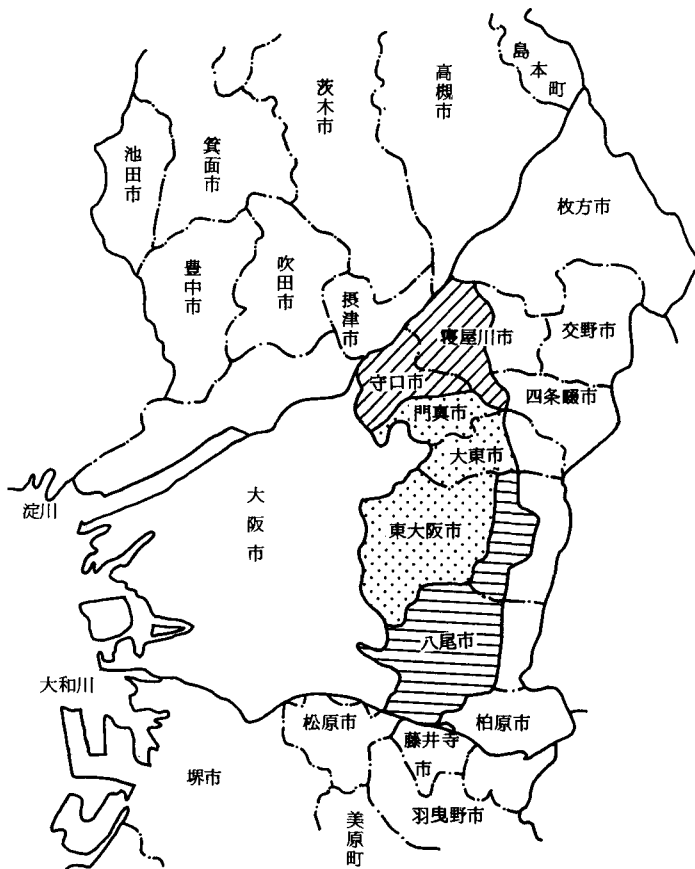 島本町
高槻市
茨木市
箕面市
池田市
枚方市
豊中市
吹田市
摂津市
寝屋川市
交野市
守口市
四条畷市
門真市
大東市
淀川
大阪市
東大阪市
八尾市
大和川
松原市
藤井寺市
柏原市
堺市
美原町
羽曳野市